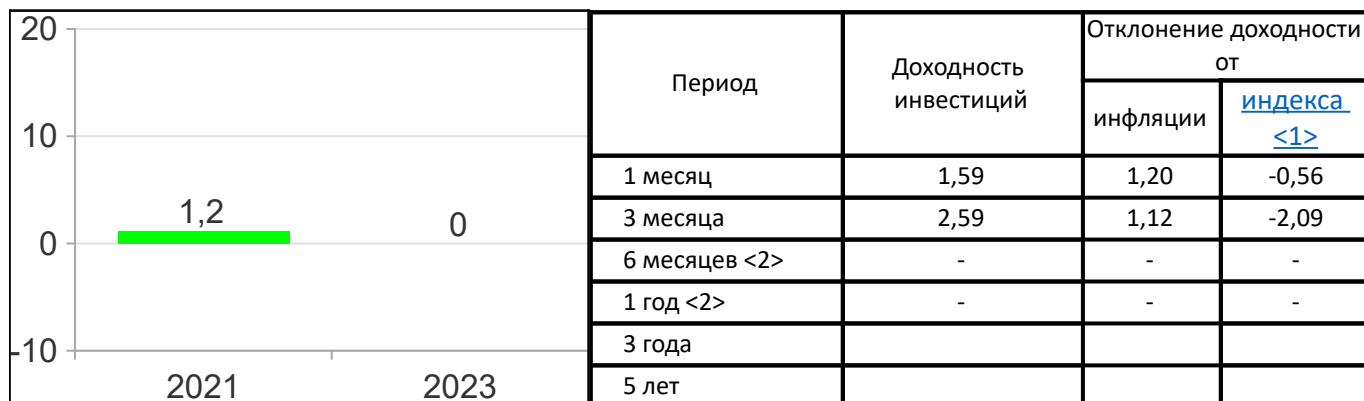 20
10
0
-10
1,2
0
2021 2023
Период
Доходность
инвестиций
Отклонение доходности
от
инфляции
индекса
<1>
1 месяц 1,59 1,20 -0,56
3 месяца 2,59 1,12 -2,09
6 месяцев <2> - - -
1 год <2> - - -
3 года
5 лет